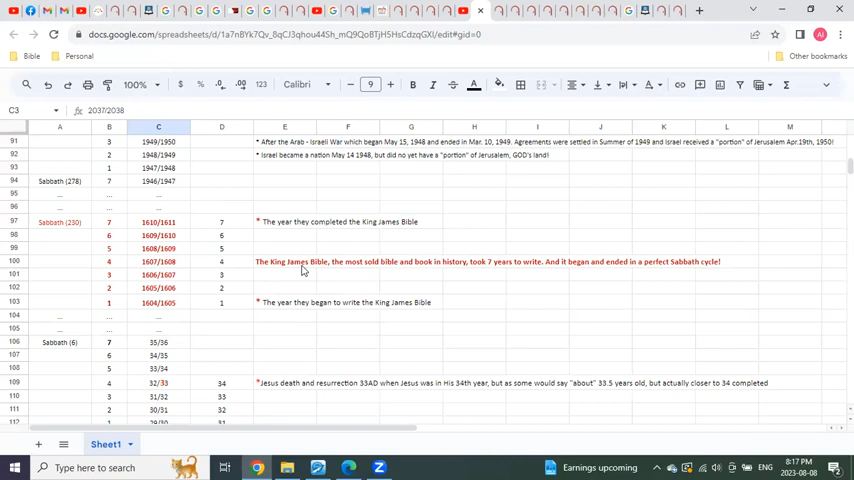 docs.google.com/spreadsheets/d/1a7nBYk7Qv_8qCJ3qhou44Sh_mQ9QoBTjH5HsCdzsQGXI/edit#gid=0
Bible Personal Other bookmarks
100% $ % .0 .00 123 Calibri 9 B I A
C3 2037/2038
A B C D E F G H I J K L M
91 3 1949/1950 * After the Arab - Israeli War which began May 15, 1948 and ended in Mar. 10, 1949. Agreements were settled in Summer of 1949 and Israel received a "portion" of Jerusalem Apr.19th, 1950!
92 2 1948/1949 * Israel became a nation May 14 1948, but did no yet have a "portion" of Jerusalem, GOD's land!
93 1 1947/1948
94 Sabbath (278) 7 1946/1947
95 ... ... ...
96 ... ... ...
97 Sabbath (230) 7 1610/1611 7 * The year they completed the King James Bible
98 6 1609/1610 6
99 5 1608/1609 5
100 4 1607/1608 4 The King James Bible, the most sold bible and book in history, took 7 years to write. And it began and ended in a perfect Sabbath cycle!
101 3 1606/1607 3
102 2 1605/1606 2
103 1 1604/1605 1 * The year they began to write the King James Bible
104 ... ... ...
105 ... ... ...
106 Sabbath (6) 7 35/36
107 6 34/35
108 5 33/34
109 4 32/33 34 *Jesus death and resurrection 33AD when Jesus was in His 34th year, but as some would say "about" 33.5 years old, but actually closer to 34 completed
110 3 31/32 33
111 2 30/31 32
112 1 29/30 31
Sheet1
Type here to search Earnings upcoming ENG 8:17 PM
2023-08-08